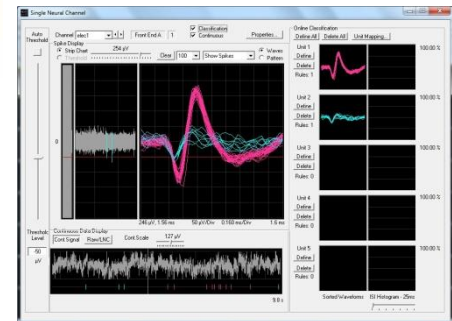 Single Neural Channel
Auto Threshold
Channel elec1
Front End A 1
Classification
Continuous
Properties...
Spike Display
Strip Chart
254 µV
Clear
100
Show Spikes
Waves
Pattern
0
246 µV, 1.50 ms
50 µV/Div
0.160 ms/Div
1.6 ms
Threshold Level
-50
µV
Continuous Data Display
Cont Signal
Raw/LNC
Cont Scale
127 µV
9.0 s
Online Classification
Define All
Delete All
Unit Mapping...
Unit 1
100.00 %
Define
Delete
Rules: 1
Unit 2
100.00 %
Define
Delete
Rules: 1
Unit 3
100.00 %
Define
Delete
Rules: 0
Unit 4
100.00 %
Define
Delete
Rules: 0
Unit 5
100.00 %
Define
Delete
Rules: 0
Sorted Waveforms
ISI Histogram - 25ms